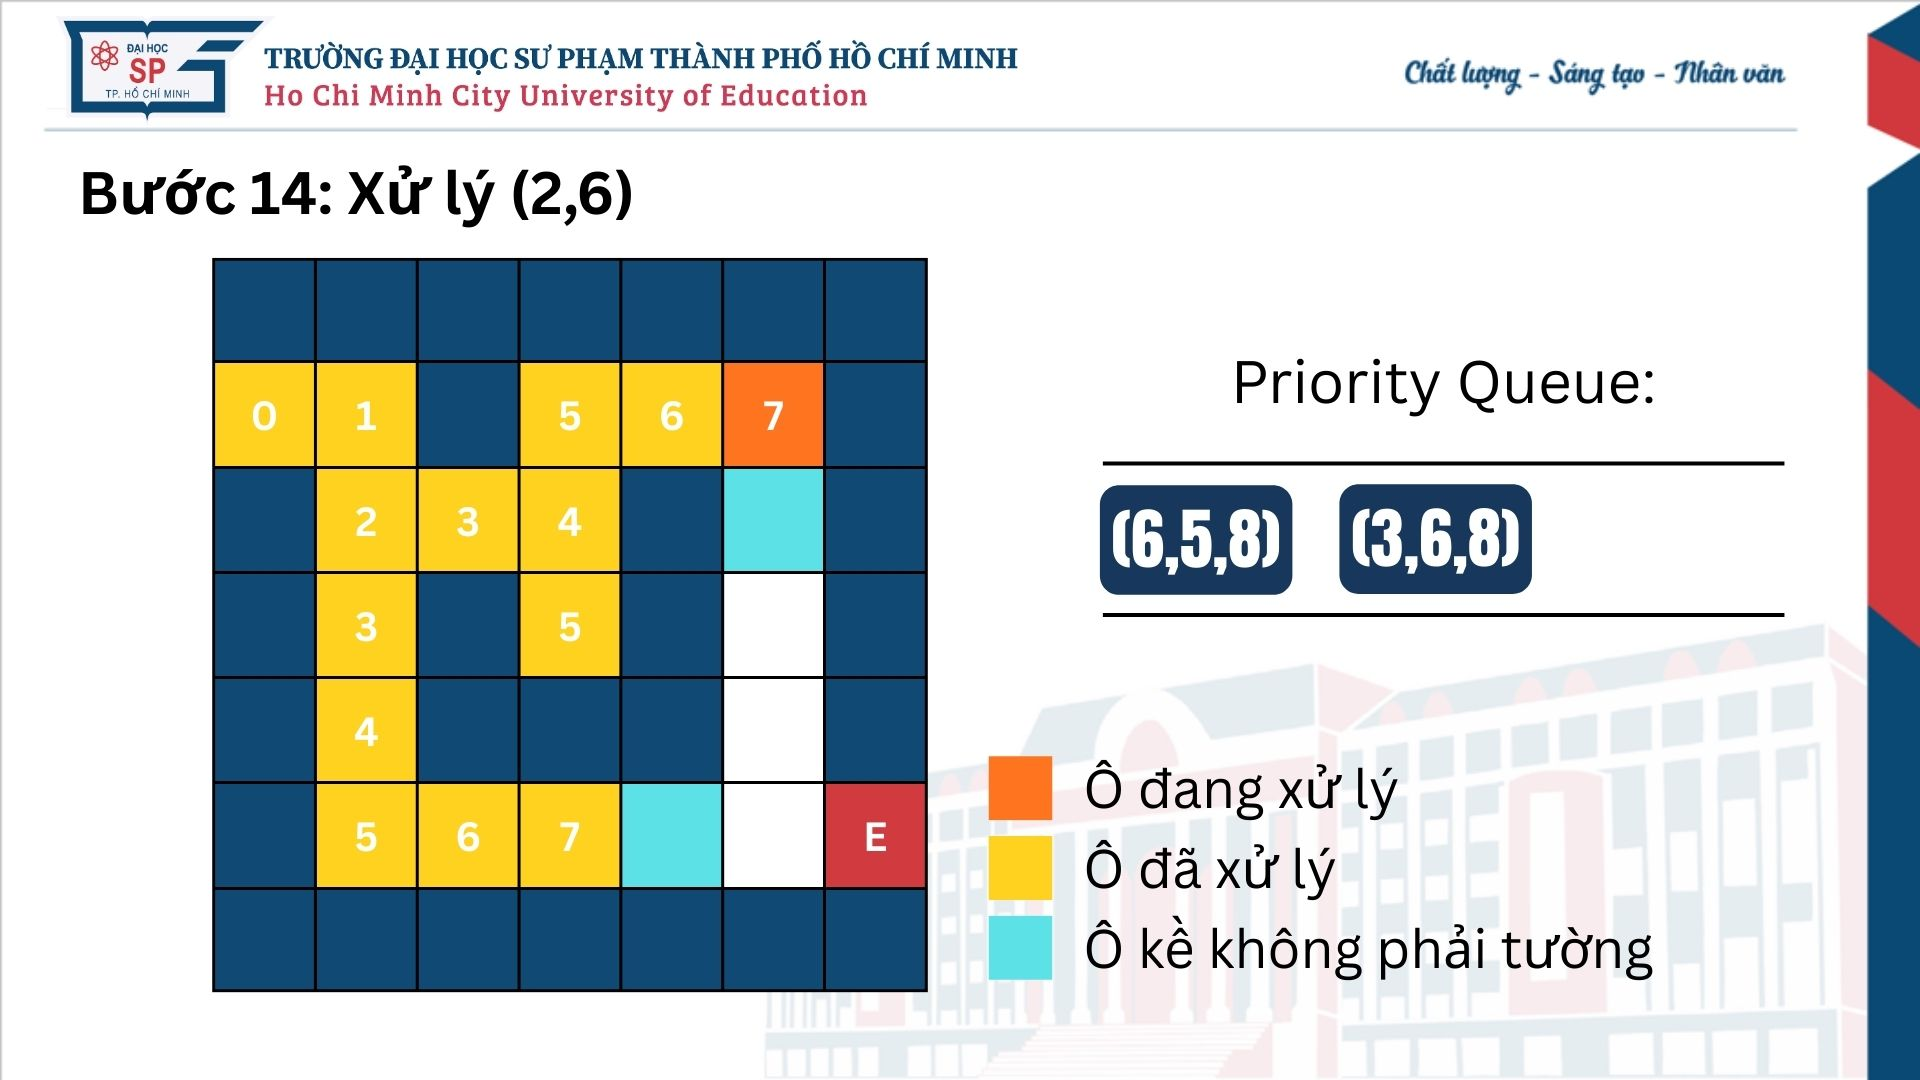 ĐẠI HỌC
SP
TP. HỒ CHÍ MINH
TRƯỜNG ĐẠI HỌC SƯ PHẠM THÀNH PHỐ HỒ CHÍ MINH
Ho Chi Minh City University of Education
Chất lượng - Sáng tạo - Nhân văn
Bước 14: Xử lý (2,6)
0 1 5 6 7
2 3 4
3 5
4
5 6 7 E
Priority Queue:
(6,5,8) (3,6,8)
Ô đang xử lý
Ô đã xử lý
Ô kề không phải tường